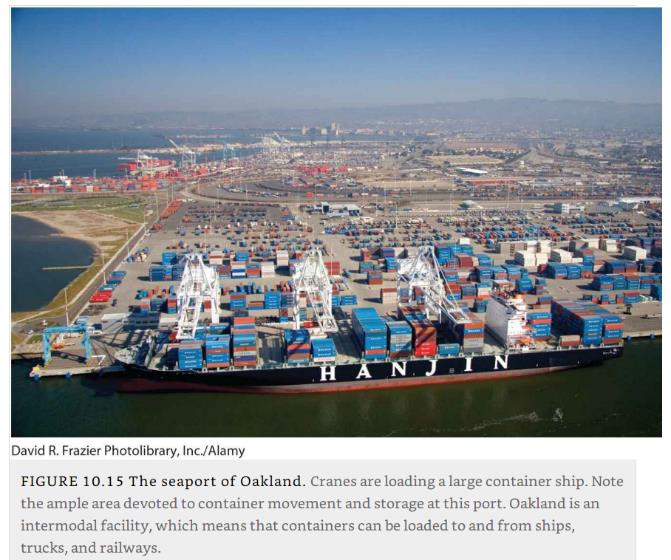 HANJIN
David R. Frazier Photolibrary, Inc./Alamy
FIGURE 10.15 The seaport of Oakland. Cranes are loading a large container ship. Note
the ample area devoted to container movement and storage at this port. Oakland is an
intermodal facility, which means that containers can be loaded to and from ships,
trucks, and railways.